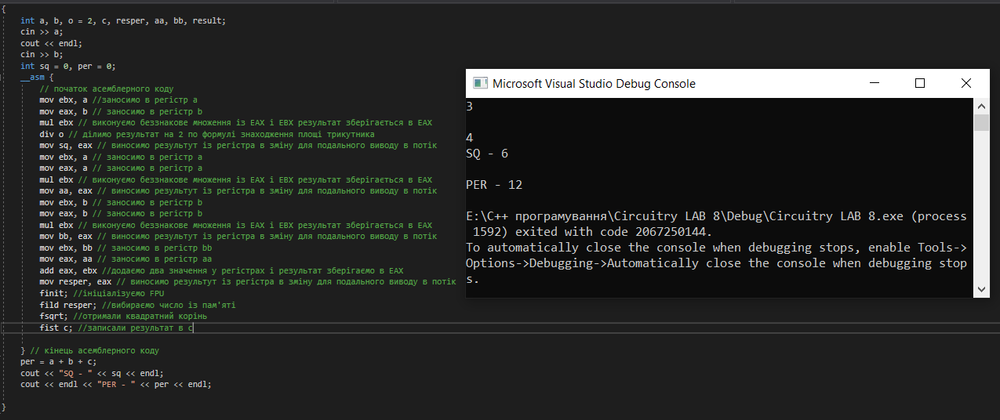 {
int a, b, o = 2, c, resper, aa, bb, result;
cin >> a;
cout << endl;
cin >> b;
int sq = 0, per = 0;
__asm {
// початок асемблерного коду
mov ebx, a //заносимо в регістр a
mov eax, b // заносимо в регістр b
mul ebx // виконуємо беззнакове множення із EAX і EBX результат зберігається в EAX
div o // ділимо результат на 2 по формулі знаходження площі трикутника
mov sq, eax // виносимо результут із регістра в зміну для подального виводу в потік
mov ebx, a // заносимо в регістр a
mov eax, a // заносимо в регістр a
mul ebx // виконуємо беззнакове множення із EAX і EBX результат зберігається в EAX
mov aa, eax // виносимо результут із регістра в зміну для подального виводу в потік
mov ebx, b // заносимо в регістр b
mov eax, b // заносимо в регістр b
mul ebx // виконуємо беззнакове множення із EAX і EBX результат зберігається в EAX
mov bb, eax // виносимо результут із регістра в зміну для подального виводу в потік
mov ebx, bb // заносимо в регістр bb
mov eax, aa // заносимо в регістр aa
add eax, ebx //додаємо два значення у регістрах і результат зберігаємо в EAX
mov resper, eax // виносимо результут із регістра в зміну для подального виводу в потік
finit; //ініціалізуємо FPU
fild resper; //вибираємо число із пам'яті
fsqrt; //отримали квадратний корінь
fist c; //записали результат в c
} // кінець асемблерного коду
per = a + b + c;
cout << "SQ - " << sq << endl;
cout << endl << "PER - " << per << endl;
}
Microsoft Visual Studio Debug Console
3
4
SQ - 6
PER - 12
E:\C++ програмування\Circuitry LAB 8\Debug\Circuitry LAB 8.exe (process
1592) exited with code 2067250144.
To automatically close the console when debugging stops, enable Tools->
Options->Debugging->Automatically close the console when debugging stop
s.